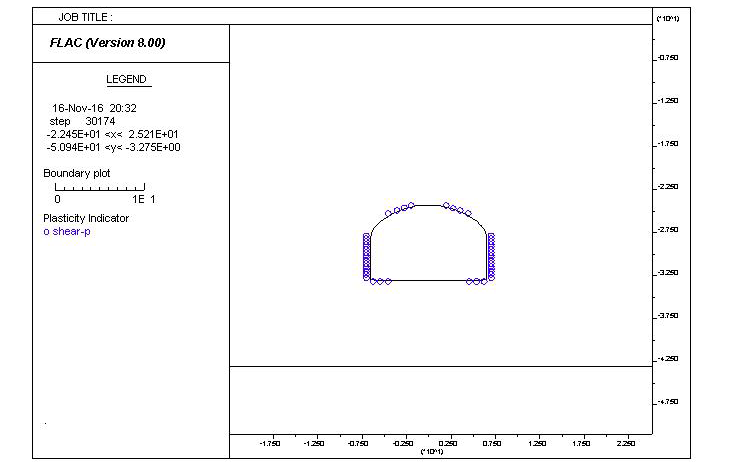 JOB TITLE :
FLAC (Version 8.00)
LEGEND
16-Nov-16 20:32
step 30174
-2.245E+01 <x< 2.521E+01
-5.094E+01 <y< -3.275E+00
Boundary plot
0 1E 1
Plasticity Indicator
o shear-p
(*10^1)
-0.750
-1.250
-1.750
-2.250
-2.750
-3.250
-3.750
-4.250
-4.750
-1.750 -1.250 -0.750 -0.250 0.250 0.750 1.250 1.750 2.250
(*10^1)